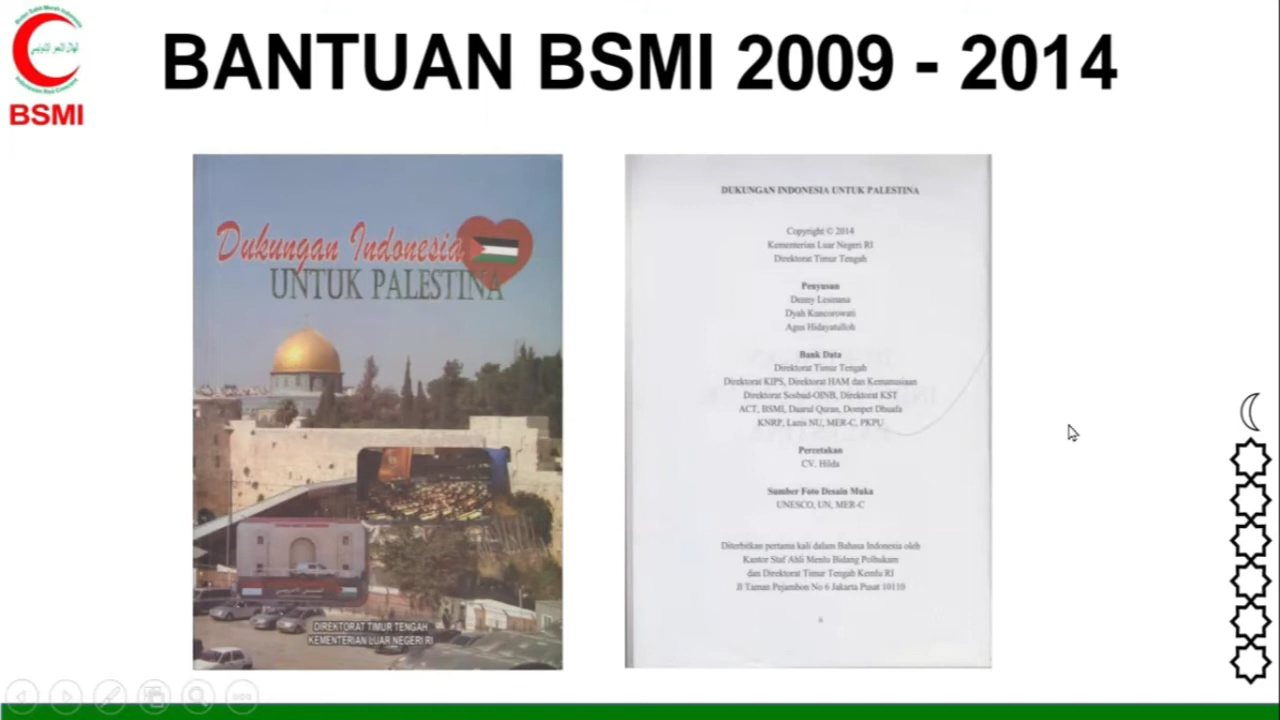 BANTUAN BSMI 2009 - 2014
BSMI
Dukungan Indonesia
UNTUK PALESTINA
DIREKTORAT TIMUR TENGAH
KEMENTERIAN LUAR NEGERI RI
DUKUNGAN INDONESIA UNTUK PALESTINA
Copyright © 2014
Kementerian Luar Negeri RI
Direktorat Timur Tengah
Penyusun
Denny Lesmana
Dyah Kuncorowati
Agus Hidayatulloh
Bank Data
Direktorat Timur Tengah
Direktorat KIPS, Direktorat HAM dan Kemanusiaan
Direktorat Sosbud-OINB, Direktorat KST
ACT, BSMI, Daarul Quran, Dompet Dhuafa
KNRP, Lazis NU, MER-C, PKPU
Percetakan
CV. Hilda
Sumber Foto Desain Muka
UNESCO, UN, MER-C
Diterbitkan pertama kali dalam Bahasa Indonesia oleh
Kantor Staf Ahli Menlu Bidang Polhukam
dan Direktorat Timur Tengah Kemlu RI
Jl Taman Pejambon No 6 Jakarta Pusat 10110